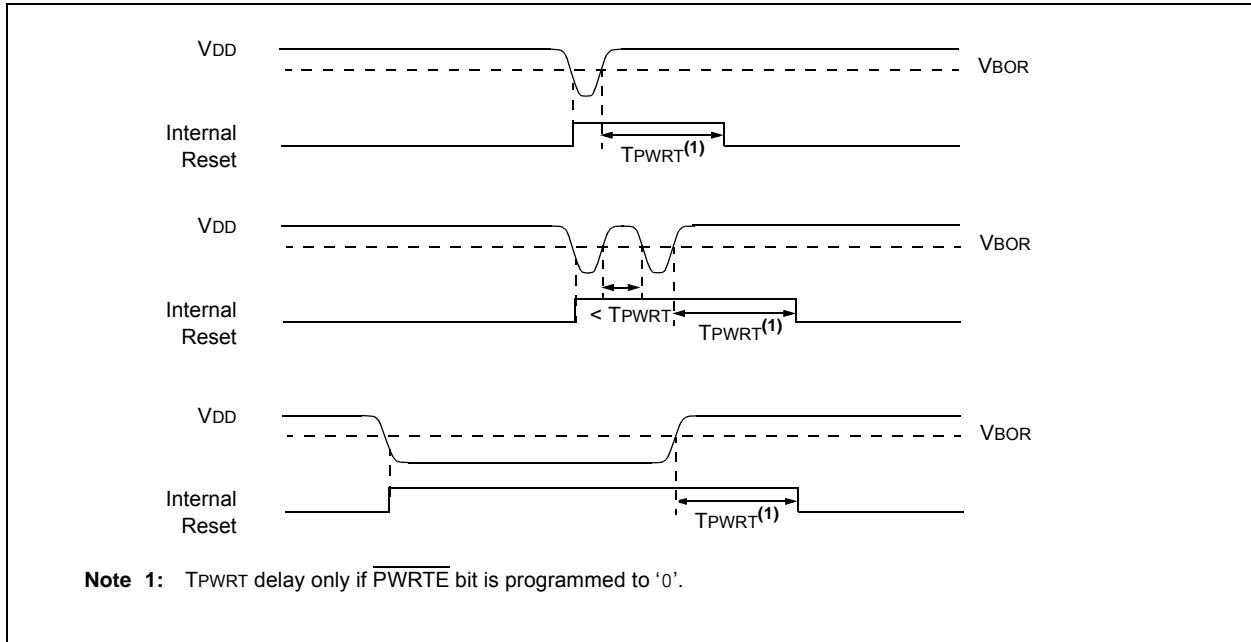 VDD
VBOR
Internal
Reset
TPWRT(1)
VDD
VBOR
Internal
Reset
< TPWRT
TPWRT(1)
VDD
VBOR
Internal
Reset
TPWRT(1)
Note 1: TPWRT delay only if PWRTE bit is programmed to ‘0’.